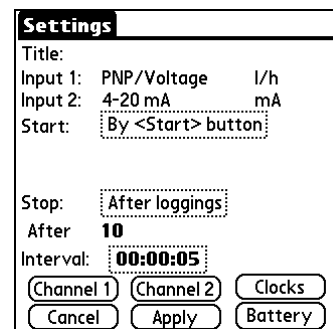 Settings
Title:
Input 1: PNP/Voltage l/h
Input 2: 4-20 mA mA
Start: By <Start> button
Stop: After loggings
After 10
Interval: 00:00:05
Channel 1 Channel 2 Clocks
Cancel Apply Battery